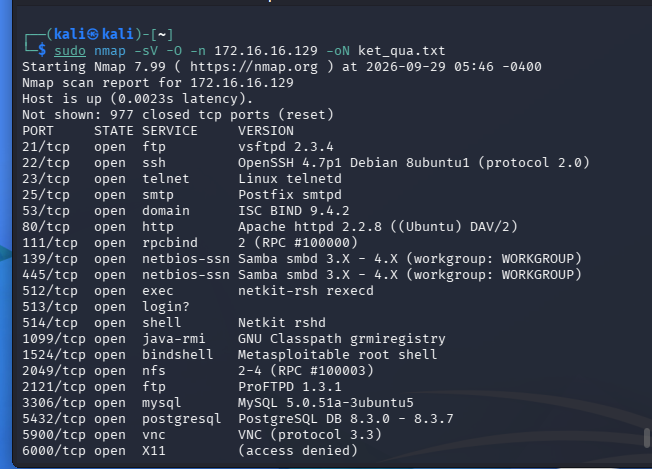 ┌──(kali㉿kali)-[~]
└─$ sudo nmap -sV -O -n 172.16.16.129 -oN ket_qua.txt
Starting Nmap 7.99 ( https://nmap.org ) at 2026-09-29 05:46 -0400
Nmap scan report for 172.16.16.129
Host is up (0.0023s latency).
Not shown: 977 closed tcp ports (reset)
PORT     STATE SERVICE     VERSION
21/tcp   open  ftp         vsftpd 2.3.4
22/tcp   open  ssh         OpenSSH 4.7p1 Debian 8ubuntu1 (protocol 2.0)
23/tcp   open  telnet      Linux telnetd
25/tcp   open  smtp        Postfix smtpd
53/tcp   open  domain      ISC BIND 9.4.2
80/tcp   open  http        Apache httpd 2.2.8 ((Ubuntu) DAV/2)
111/tcp  open  rpcbind     2 (RPC #100000)
139/tcp  open  netbios-ssn Samba smbd 3.X - 4.X (workgroup: WORKGROUP)
445/tcp  open  netbios-ssn Samba smbd 3.X - 4.X (workgroup: WORKGROUP)
512/tcp  open  exec        netkit-rsh rexecd
513/tcp  open  login?
514/tcp  open  shell       Netkit rshd
1099/tcp open  java-rmi    GNU Classpath grmiregistry
1524/tcp open  bindshell   Metasploitable root shell
2049/tcp open  nfs         2-4 (RPC #100003)
2121/tcp open  ftp         ProFTPD 1.3.1
3306/tcp open  mysql       MySQL 5.0.51a-3ubuntu5
5432/tcp open  postgresql  PostgreSQL DB 8.3.0 - 8.3.7
5900/tcp open  vnc         VNC (protocol 3.3)
6000/tcp open  X11         (access denied)